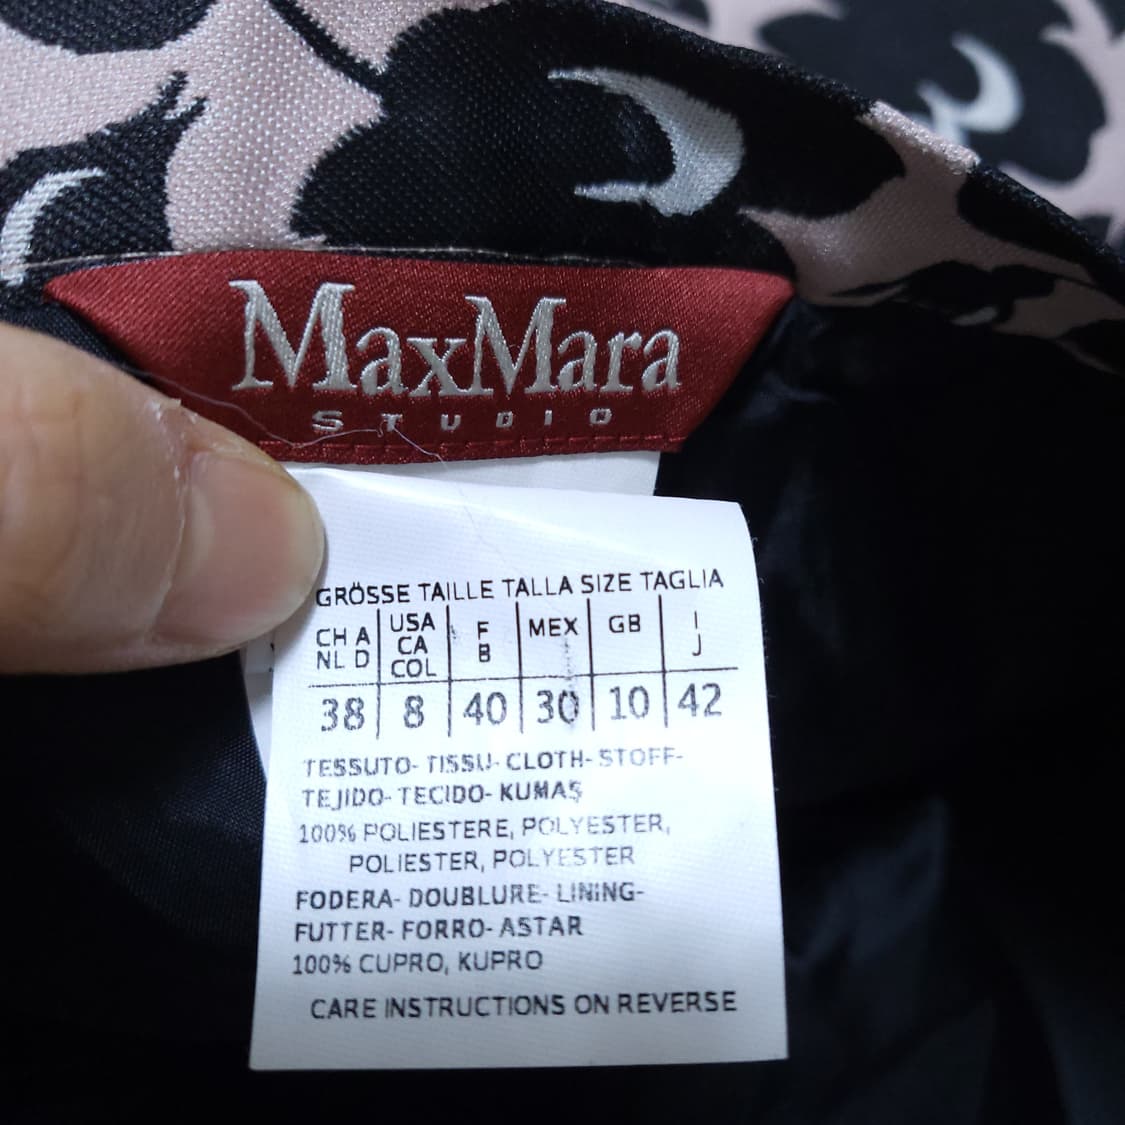 MaxMara
STUDIO
GRÖSSE TAILLE TALLA SIZE TAGLIA
CH A NL D | USA CA COL | F B | MEX | GB | I J
38 | 8 | 40 | 30 | 10 | 42
TESSUTO- TISSU- CLOTH- STOFF-
TEJIDO- TECIDO- KUMAŞ
100% POLIESTERE, POLYESTER,
POLIESTER, POLYESTER
FODERA- DOUBLURE- LINING-
FUTTER- FORRO- ASTAR
100% CUPRO, KUPRO
CARE INSTRUCTIONS ON REVERSE